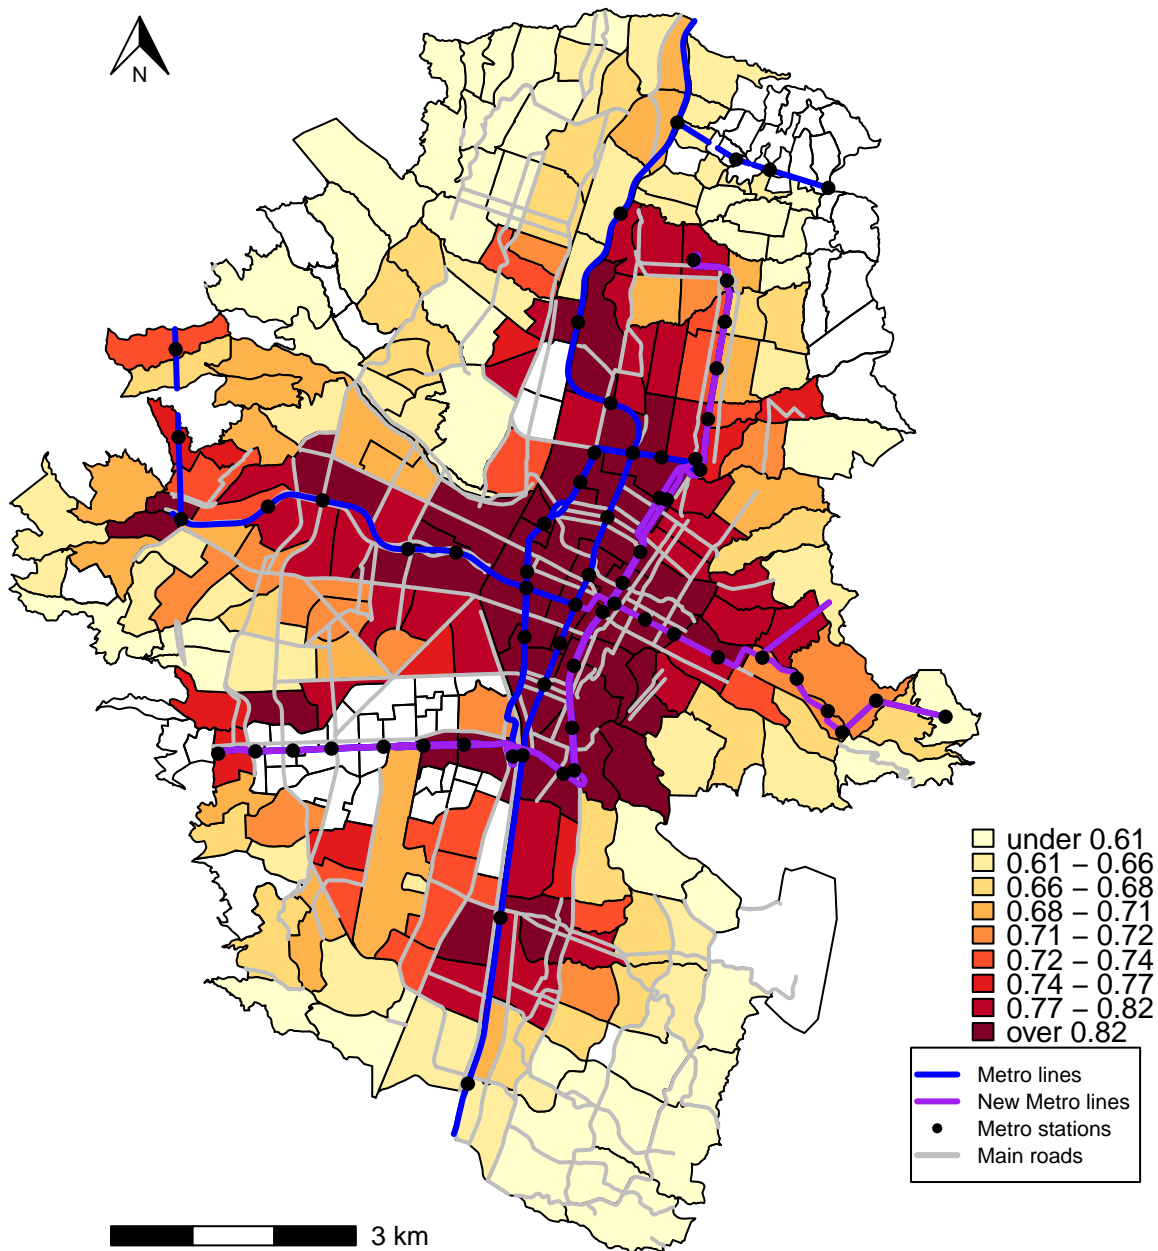 N
under 0.61
0.61 – 0.66
0.66 – 0.68
0.68 – 0.71
0.71 – 0.72
0.72 – 0.74
0.74 – 0.77
0.77 – 0.82
over 0.82
Metro lines
New Metro lines
Metro stations
Main roads
3 km